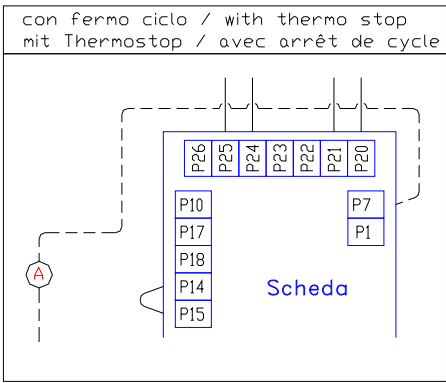 con fermo ciclo / with thermo stop
mit Thermostop / avec arrêt de cycle
P26 P25 P24 P23 P22 P21 P20
P10 P7
P17 P1
P18
A
P14 Scheda
P15